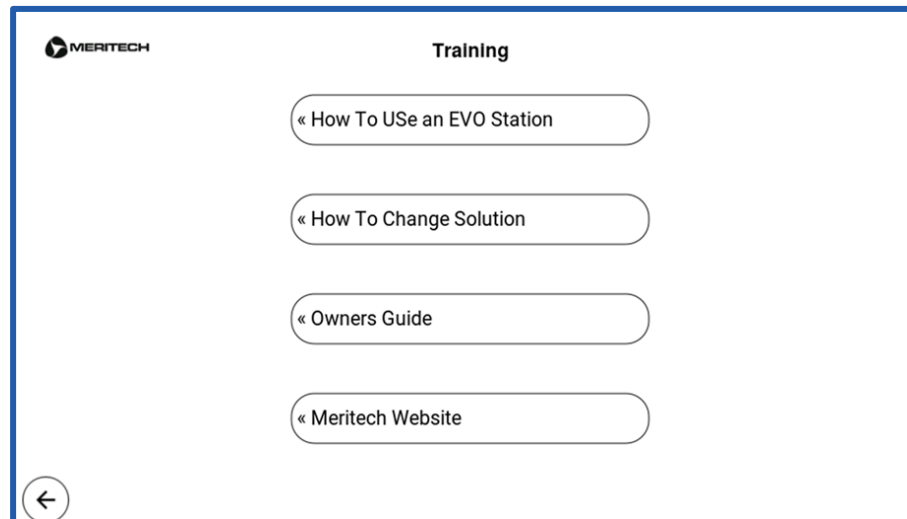 MERITECH
Training
« How To USe an EVO Station
« How To Change Solution
« Owners Guide
« Meritech Website